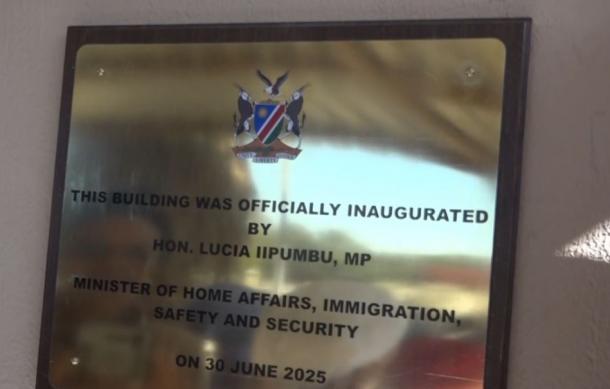 THIS BUILDING WAS OFFICIALLY INAUGURATED
BY
HON. LUCIA IIPUMBU, MP
MINISTER OF HOME AFFAIRS, IMMIGRATION,
SAFETY AND SECURITY
ON 30 JUNE 2025